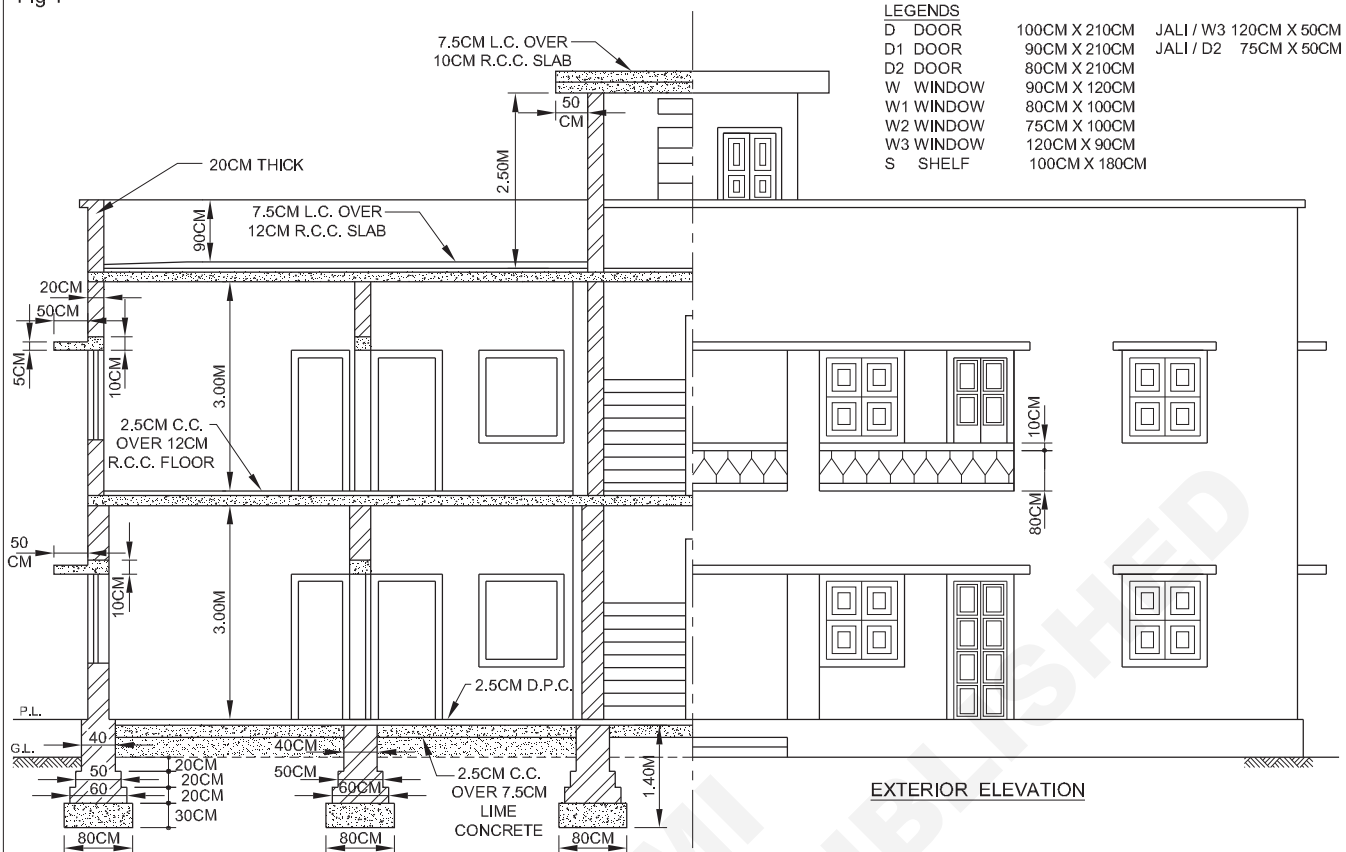 LEGENDS
D DOOR 100CM X 210CM JALI / W3 120CM X 50CM
D1 DOOR 90CM X 210CM JALI / D2 75CM X 50CM
D2 DOOR 80CM X 210CM
W WINDOW 90CM X 120CM
W1 WINDOW 80CM X 100CM
W2 WINDOW 75CM X 100CM
W3 WINDOW 120CM X 90CM
S SHELF 100CM X 180CM
7.5CM L.C. OVER
10CM R.C.C. SLAB
50
CM
2.50M
20CM THICK
7.5CM L.C. OVER
12CM R.C.C. SLAB
90CM
20CM
50CM
5CM
10CM
3.00M
2.5CM C.C.
OVER 12CM
R.C.C. FLOOR
10CM
80CM
50
CM
10CM
3.00M
2.5CM D.P.C.
P.L.
G.L.
40
50
60
20CM
20CM
20CM
30CM
80CM
40CM
50CM
60CM
80CM
2.5CM C.C.
OVER 7.5CM
LIME
CONCRETE
1.40M
80CM
EXTERIOR ELEVATION